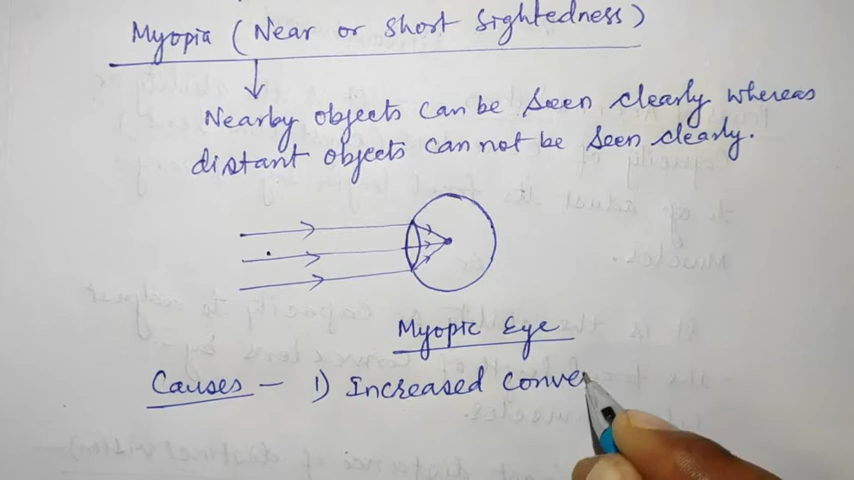 Myopia (Near or short sightedness)
Nearby objects can be seen clearly whereas
distant objects can not be seen clearly.
Myopic Eye
Causes - 1) Increased conve